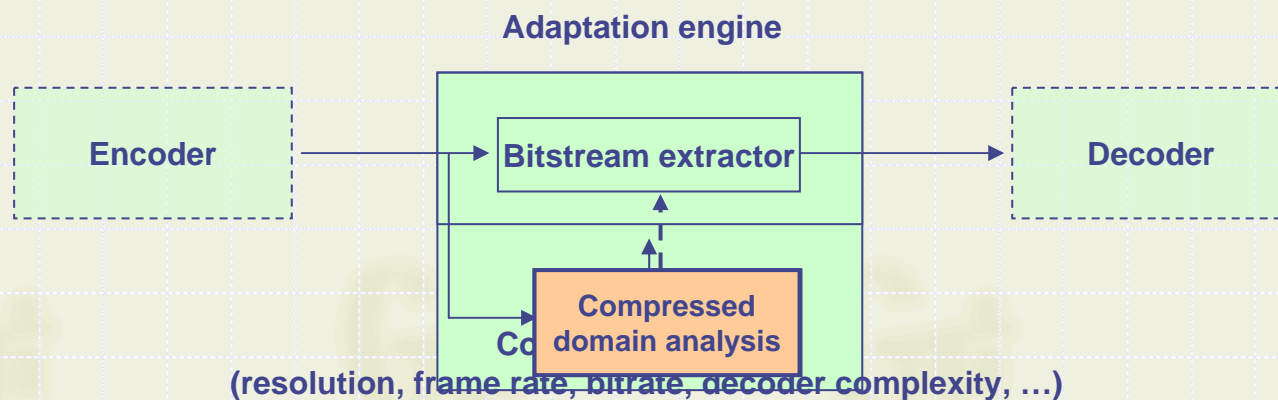 Adaptation engine
Encoder
Bitstream extractor
Decoder
Compressed
domain analysis
(resolution, frame rate, bitrate, decoder complexity, …)